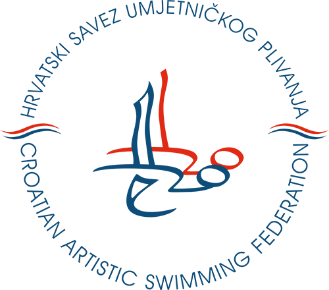 HRVATSKI SAVEZ UMJETNIČKOG PLIVANJA
CROATIAN ARTISTIC SWIMMING FEDERATION